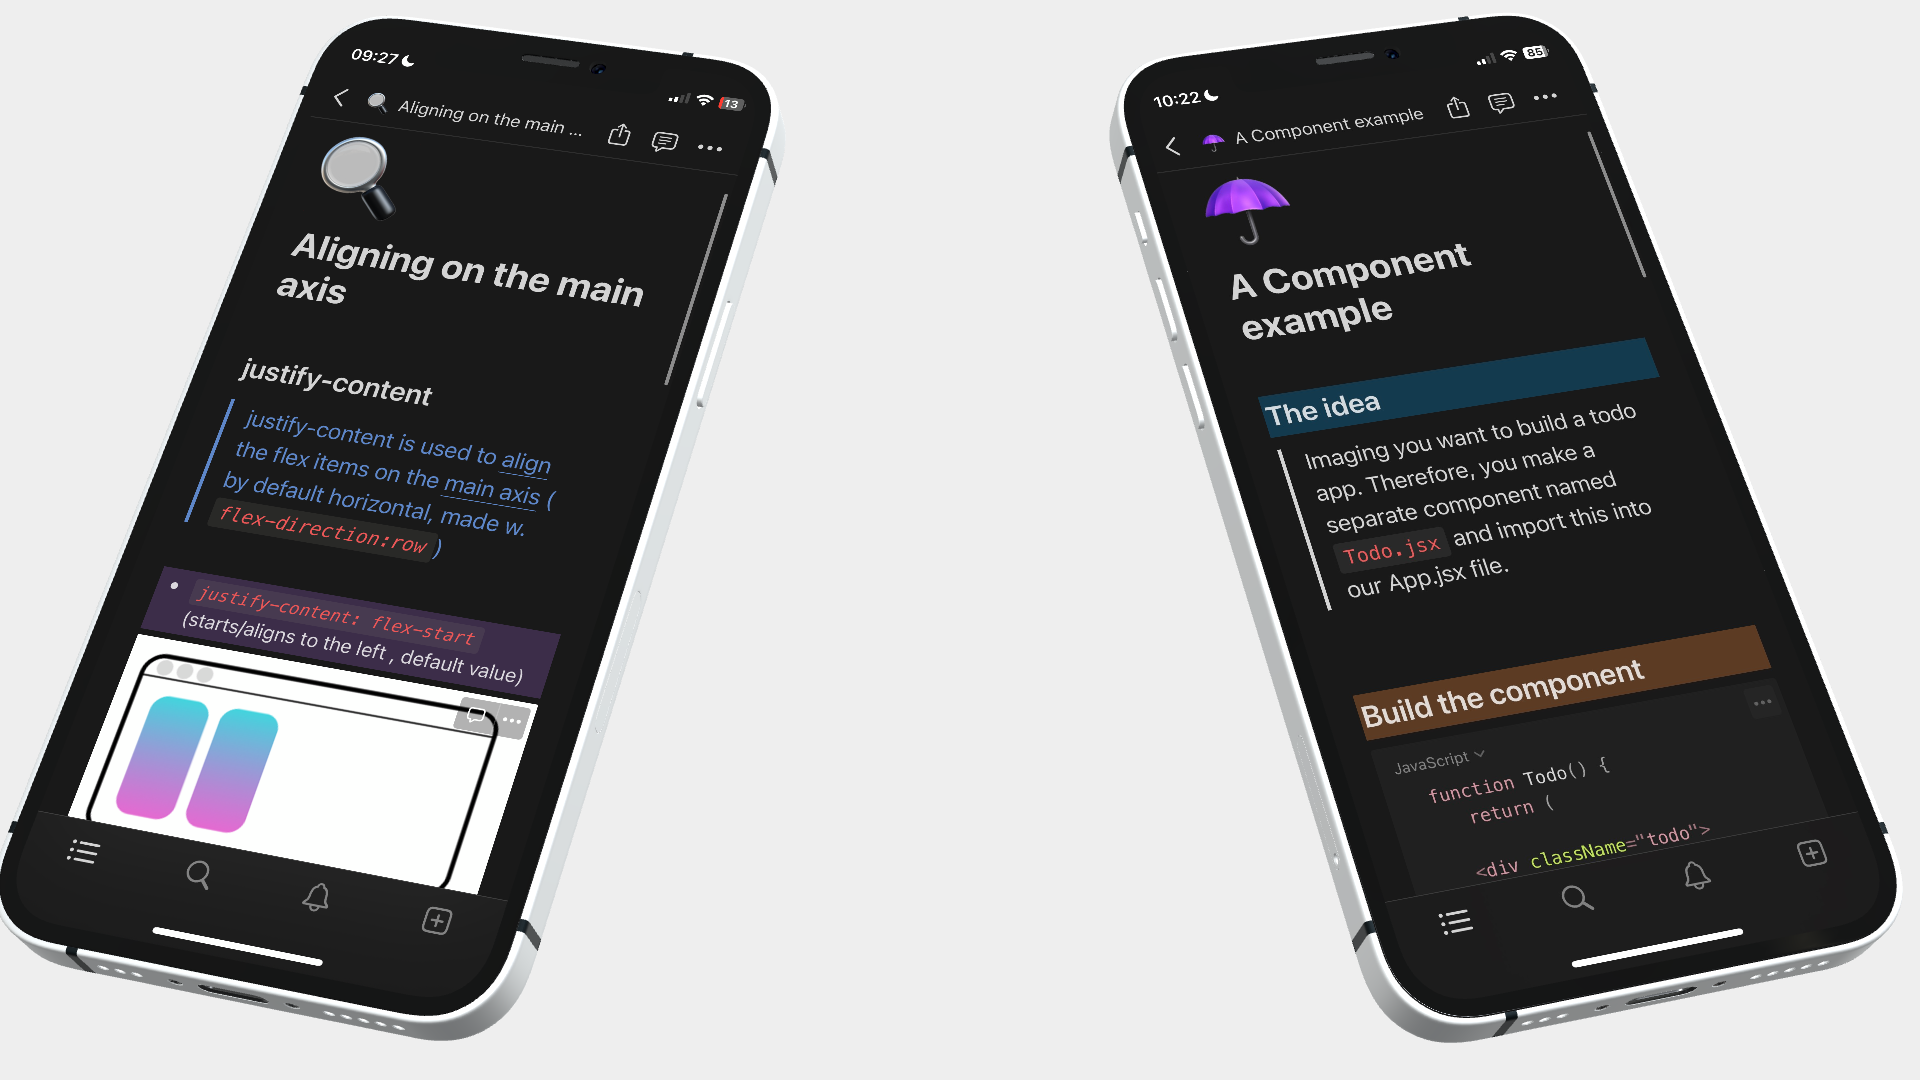 09:27
13
Aligning on the main ...
Aligning on the main
axis
justify-content
justify-content is used to align
the flex items on the main axis (
by default horizontal, made w.
flex-direction:row )
justify-content: flex-start
(starts/aligns to the left , default value)
10:22
85
A Component example
A Component
example
The idea
Imaging you want to build a todo
app. Therefore, you make a
separate component named
Todo.jsx and import this into
our App.jsx file.
Build the component
JavaScript
function Todo() {
return (
<div className="todo">